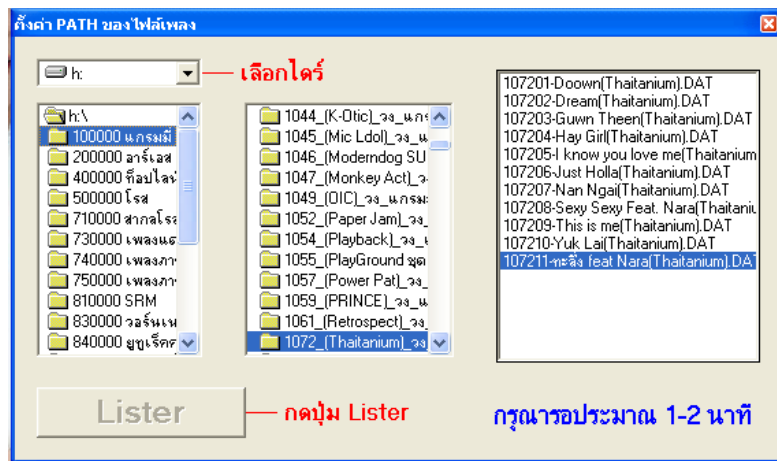 ตั้งค่า PATH ของไฟล์เพลง
h:
เลือกไดร์
h:\
100000 แกรมมี่
200000 อาร์เอส
400000 ท็อปไลน์
500000 โรส
710000 สากลโรส
730000 เพลงแด
740000 เพลงภา
750000 เพลงภา
810000 SRM
830000 วอร์นเน
840000 ยูบูเร็คค
1044_(K-Otic)_วง_แกร
1045_(Mic Ldol)_วง_แ
1046_(Moderndog SU
1047_(Monkey Act)_ว
1049_(OIC)_วง_แกรม
1052_(Paper Jam)_วง_
1054_(Playback)_วง_แ
1055_(PlayGround ชุด
1057_(Power Pat)_วง_
1059_(PRINCE)_วง_แ
1061_(Retrospect)_วง_
1072_(Thaitanium)_วง
107201-Doown(Thaitanium).DAT
107202-Dream(Thaitanium).DAT
107203-Guwn Theen(Thaitanium).DAT
107204-Hay Girl(Thaitanium).DAT
107205-I know you love me(Thaitanium
107206-Just Holla(Thaitanium).DAT
107207-Nan Ngai(Thaitanium).DAT
107208-Sexy Sexy Feat. Nara(Thaitaniu
107209-This is me(Thaitanium).DAT
107210-Yuk Lai(Thaitanium).DAT
107211-ทะลึ่ง feat Nara(Thaitanium).DAT
Lister
กดปุ่ม Lister
กรุณารอประมาณ 1-2 นาที